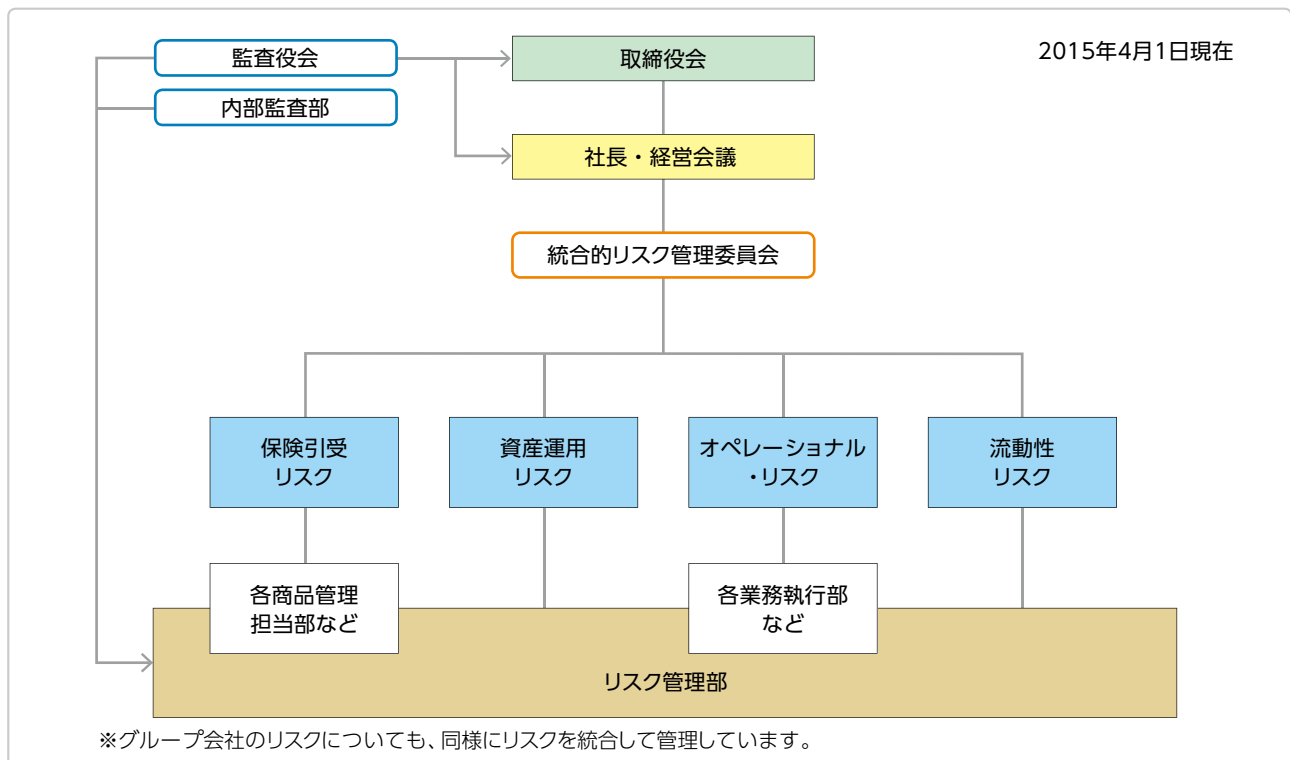 2015年4月1日現在
監査役会
取締役会
内部監査部
社長・経営会議
統合的リスク管理委員会
保険引受
リスク
資産運用
リスク
オペレーショナル
・リスク
流動性
リスク
各商品管理
担当部など
各業務執行部
など
リスク管理部
※グループ会社のリスクについても、同様にリスクを統合して管理しています。